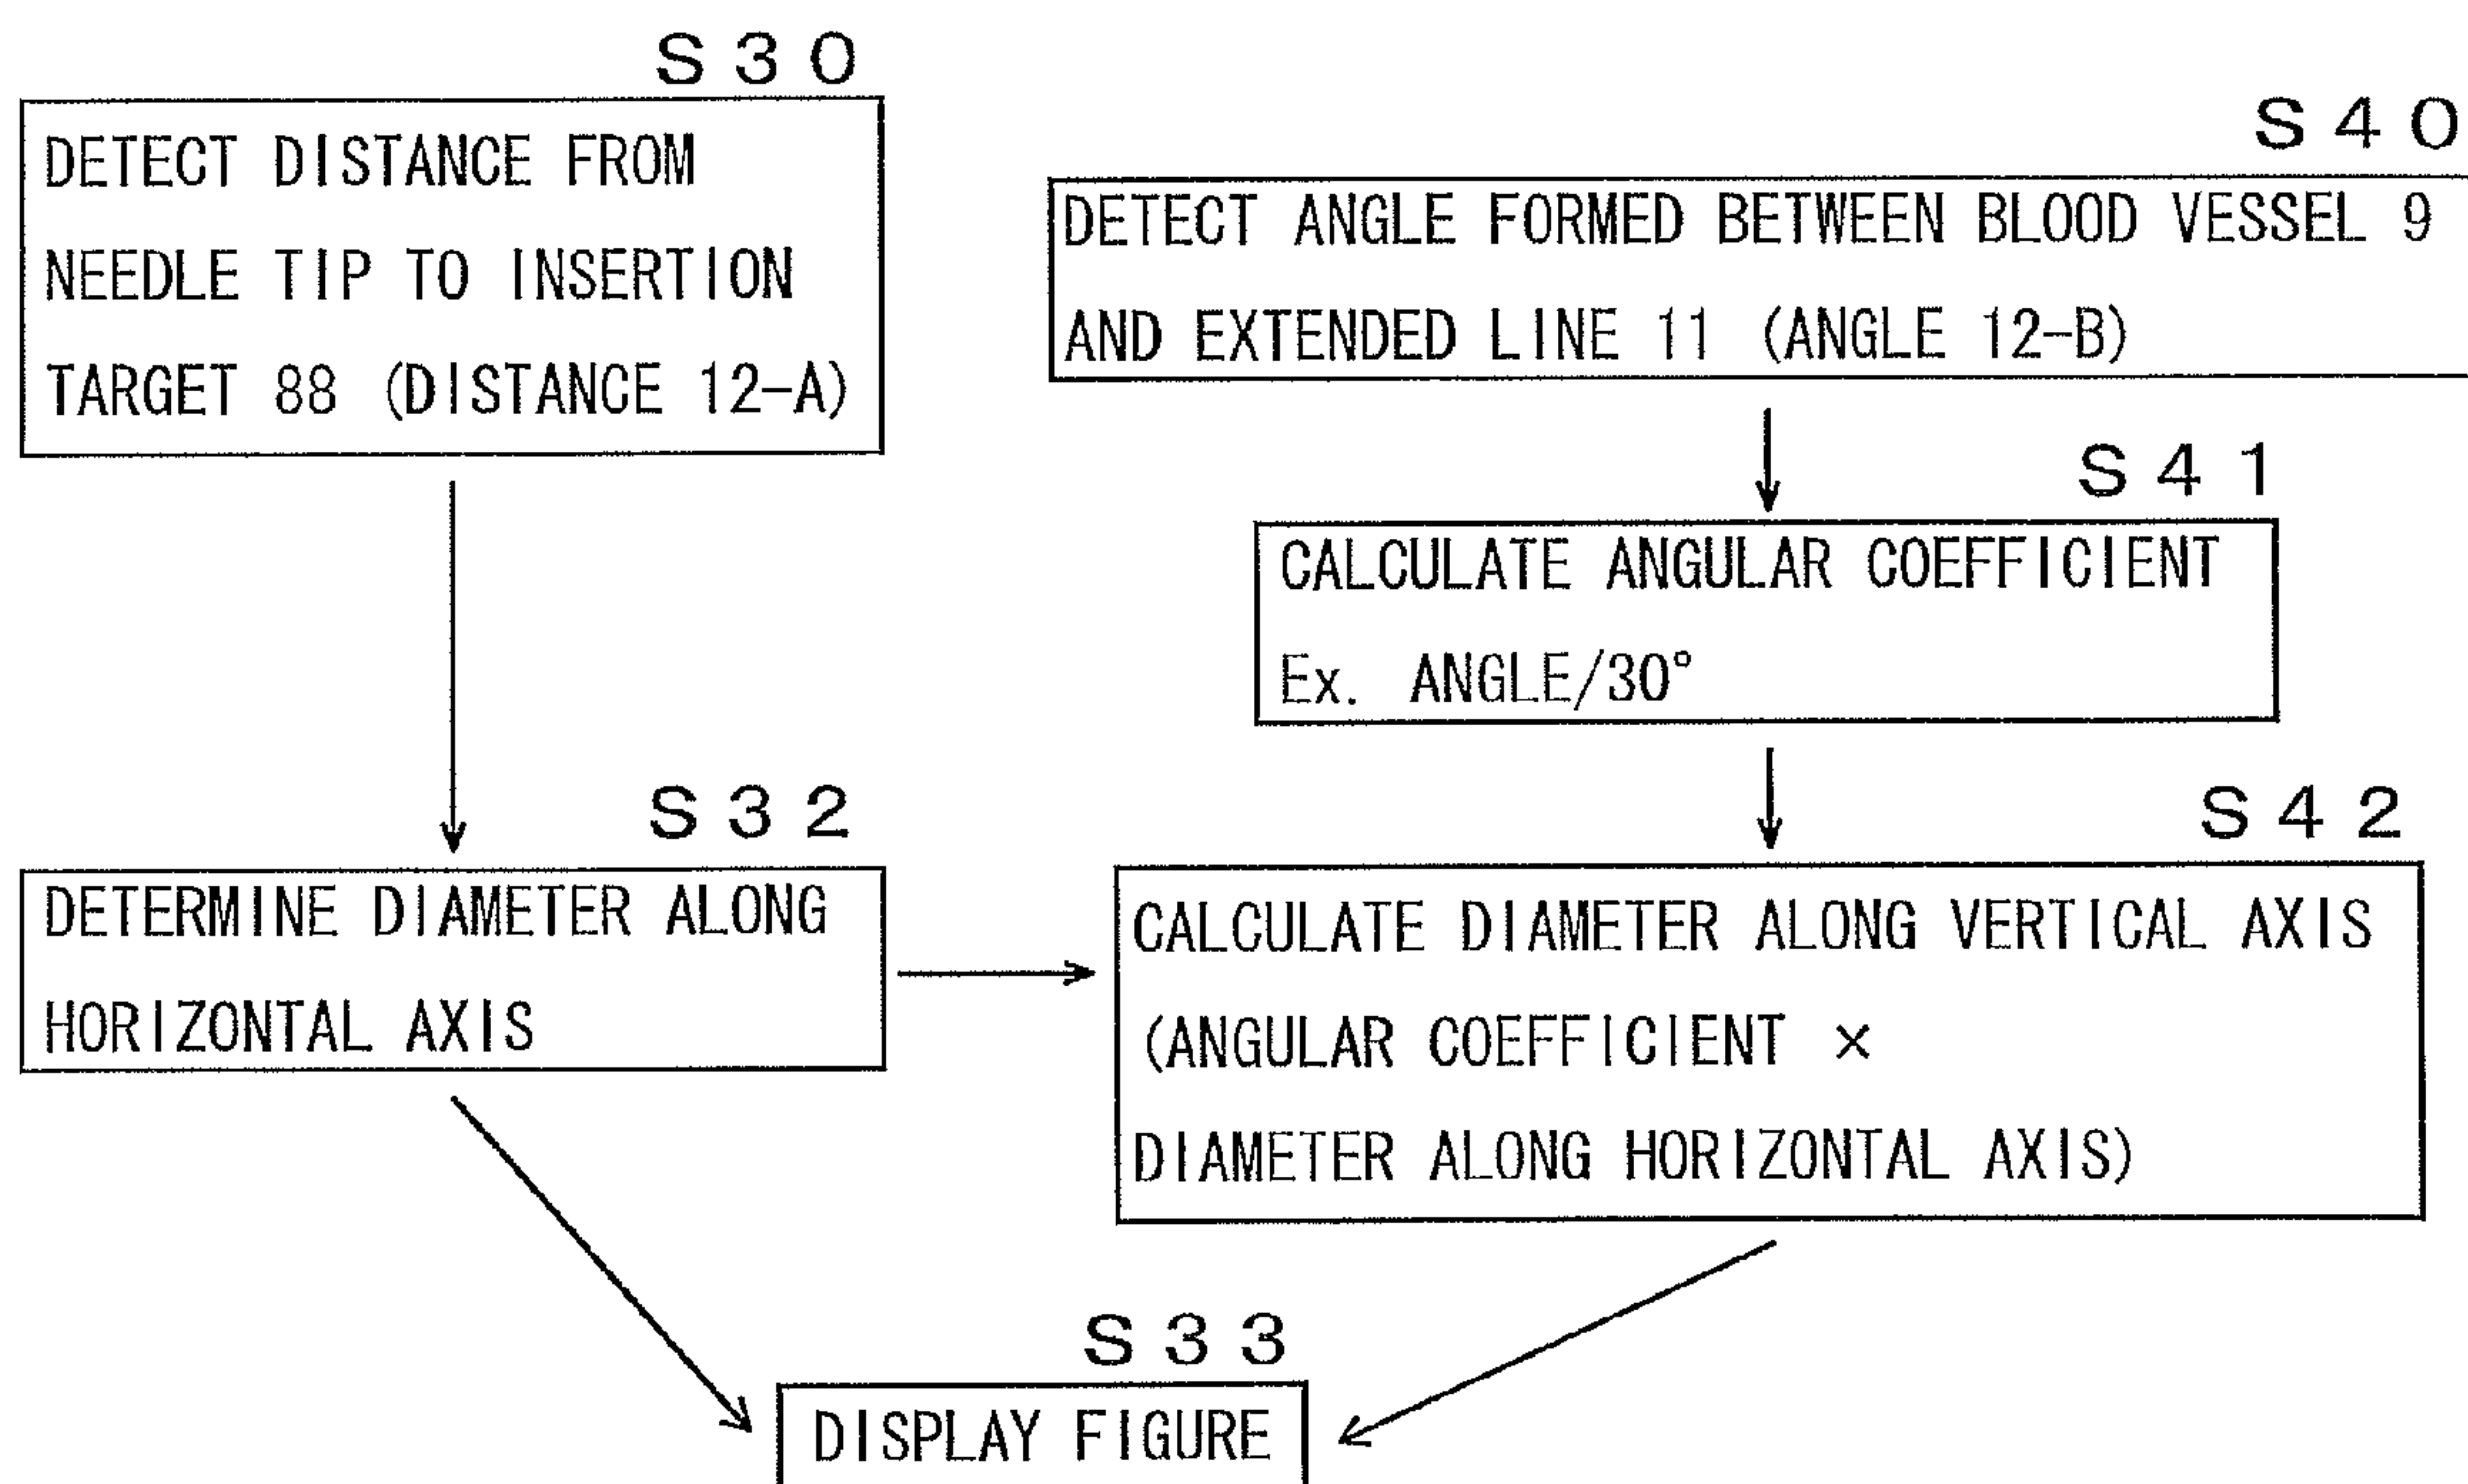 S30
DETECT DISTANCE FROM
NEEDLE TIP TO INSERTION
TARGET 88 (DISTANCE 12-A)
S40
DETECT ANGLE FORMED BETWEEN BLOOD VESSEL 9
AND EXTENDED LINE 11 (ANGLE 12-B)
S41
CALCULATE ANGULAR COEFFICIENT
Ex. ANGLE/30°
S32
DETERMINE DIAMETER ALONG
HORIZONTAL AXIS
S42
CALCULATE DIAMETER ALONG VERTICAL AXIS
(ANGULAR COEFFICIENT ×
DIAMETER ALONG HORIZONTAL AXIS)
S33
DISPLAY FIGURE